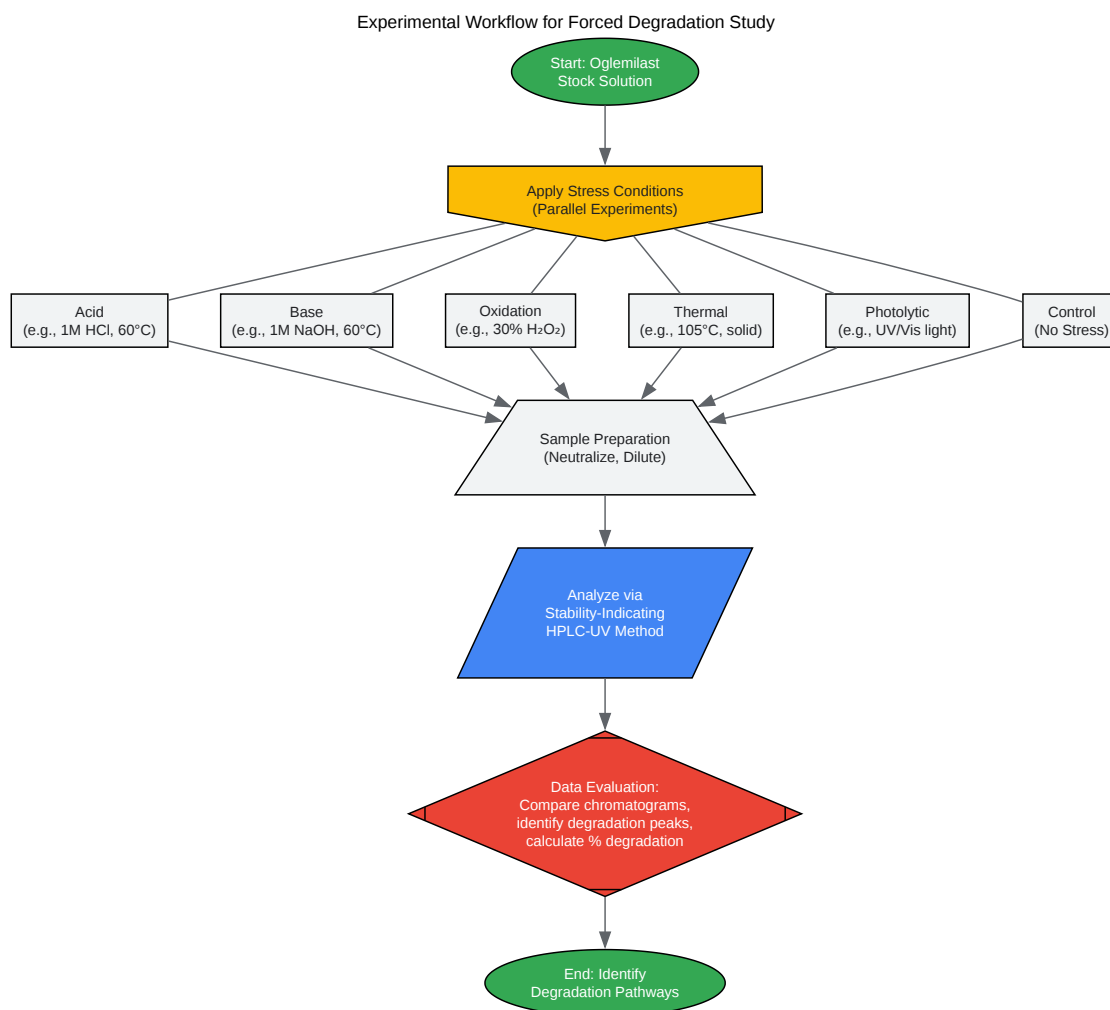 Experimental Workflow for Forced Degradation Study
Start: Oglemilast
Stock Solution
Apply Stress Conditions
(Parallel Experiments)
Acid
(e.g., 1M HCl, 60°C)
Base
(e.g., 1M NaOH, 60°C)
Oxidation
(e.g., 30% H₂O₂)
Thermal
(e.g., 105°C, solid)
Photolytic
(e.g., UV/Vis light)
Control
(No Stress)
Sample Preparation
(Neutralize, Dilute)
Analyze via
Stability-Indicating
HPLC-UV Method
Data Evaluation:
Compare chromatograms,
identify degradation peaks,
calculate % degradation
End: Identify
Degradation Pathways